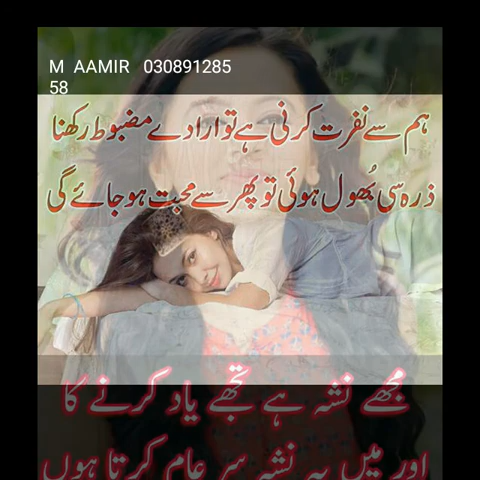 M AAMIR 030891285
58
ہم سے نفرت کرنی ہے تو ارادے مضبوط رکھنا
ذرہ سی بُھول ہوئی تو پھر سے محبت ہو جائے گی
مجھے نشہ ہے تجھے یاد کرنے کا
اور میں یہ نشہ سر عام کرتا ہوں